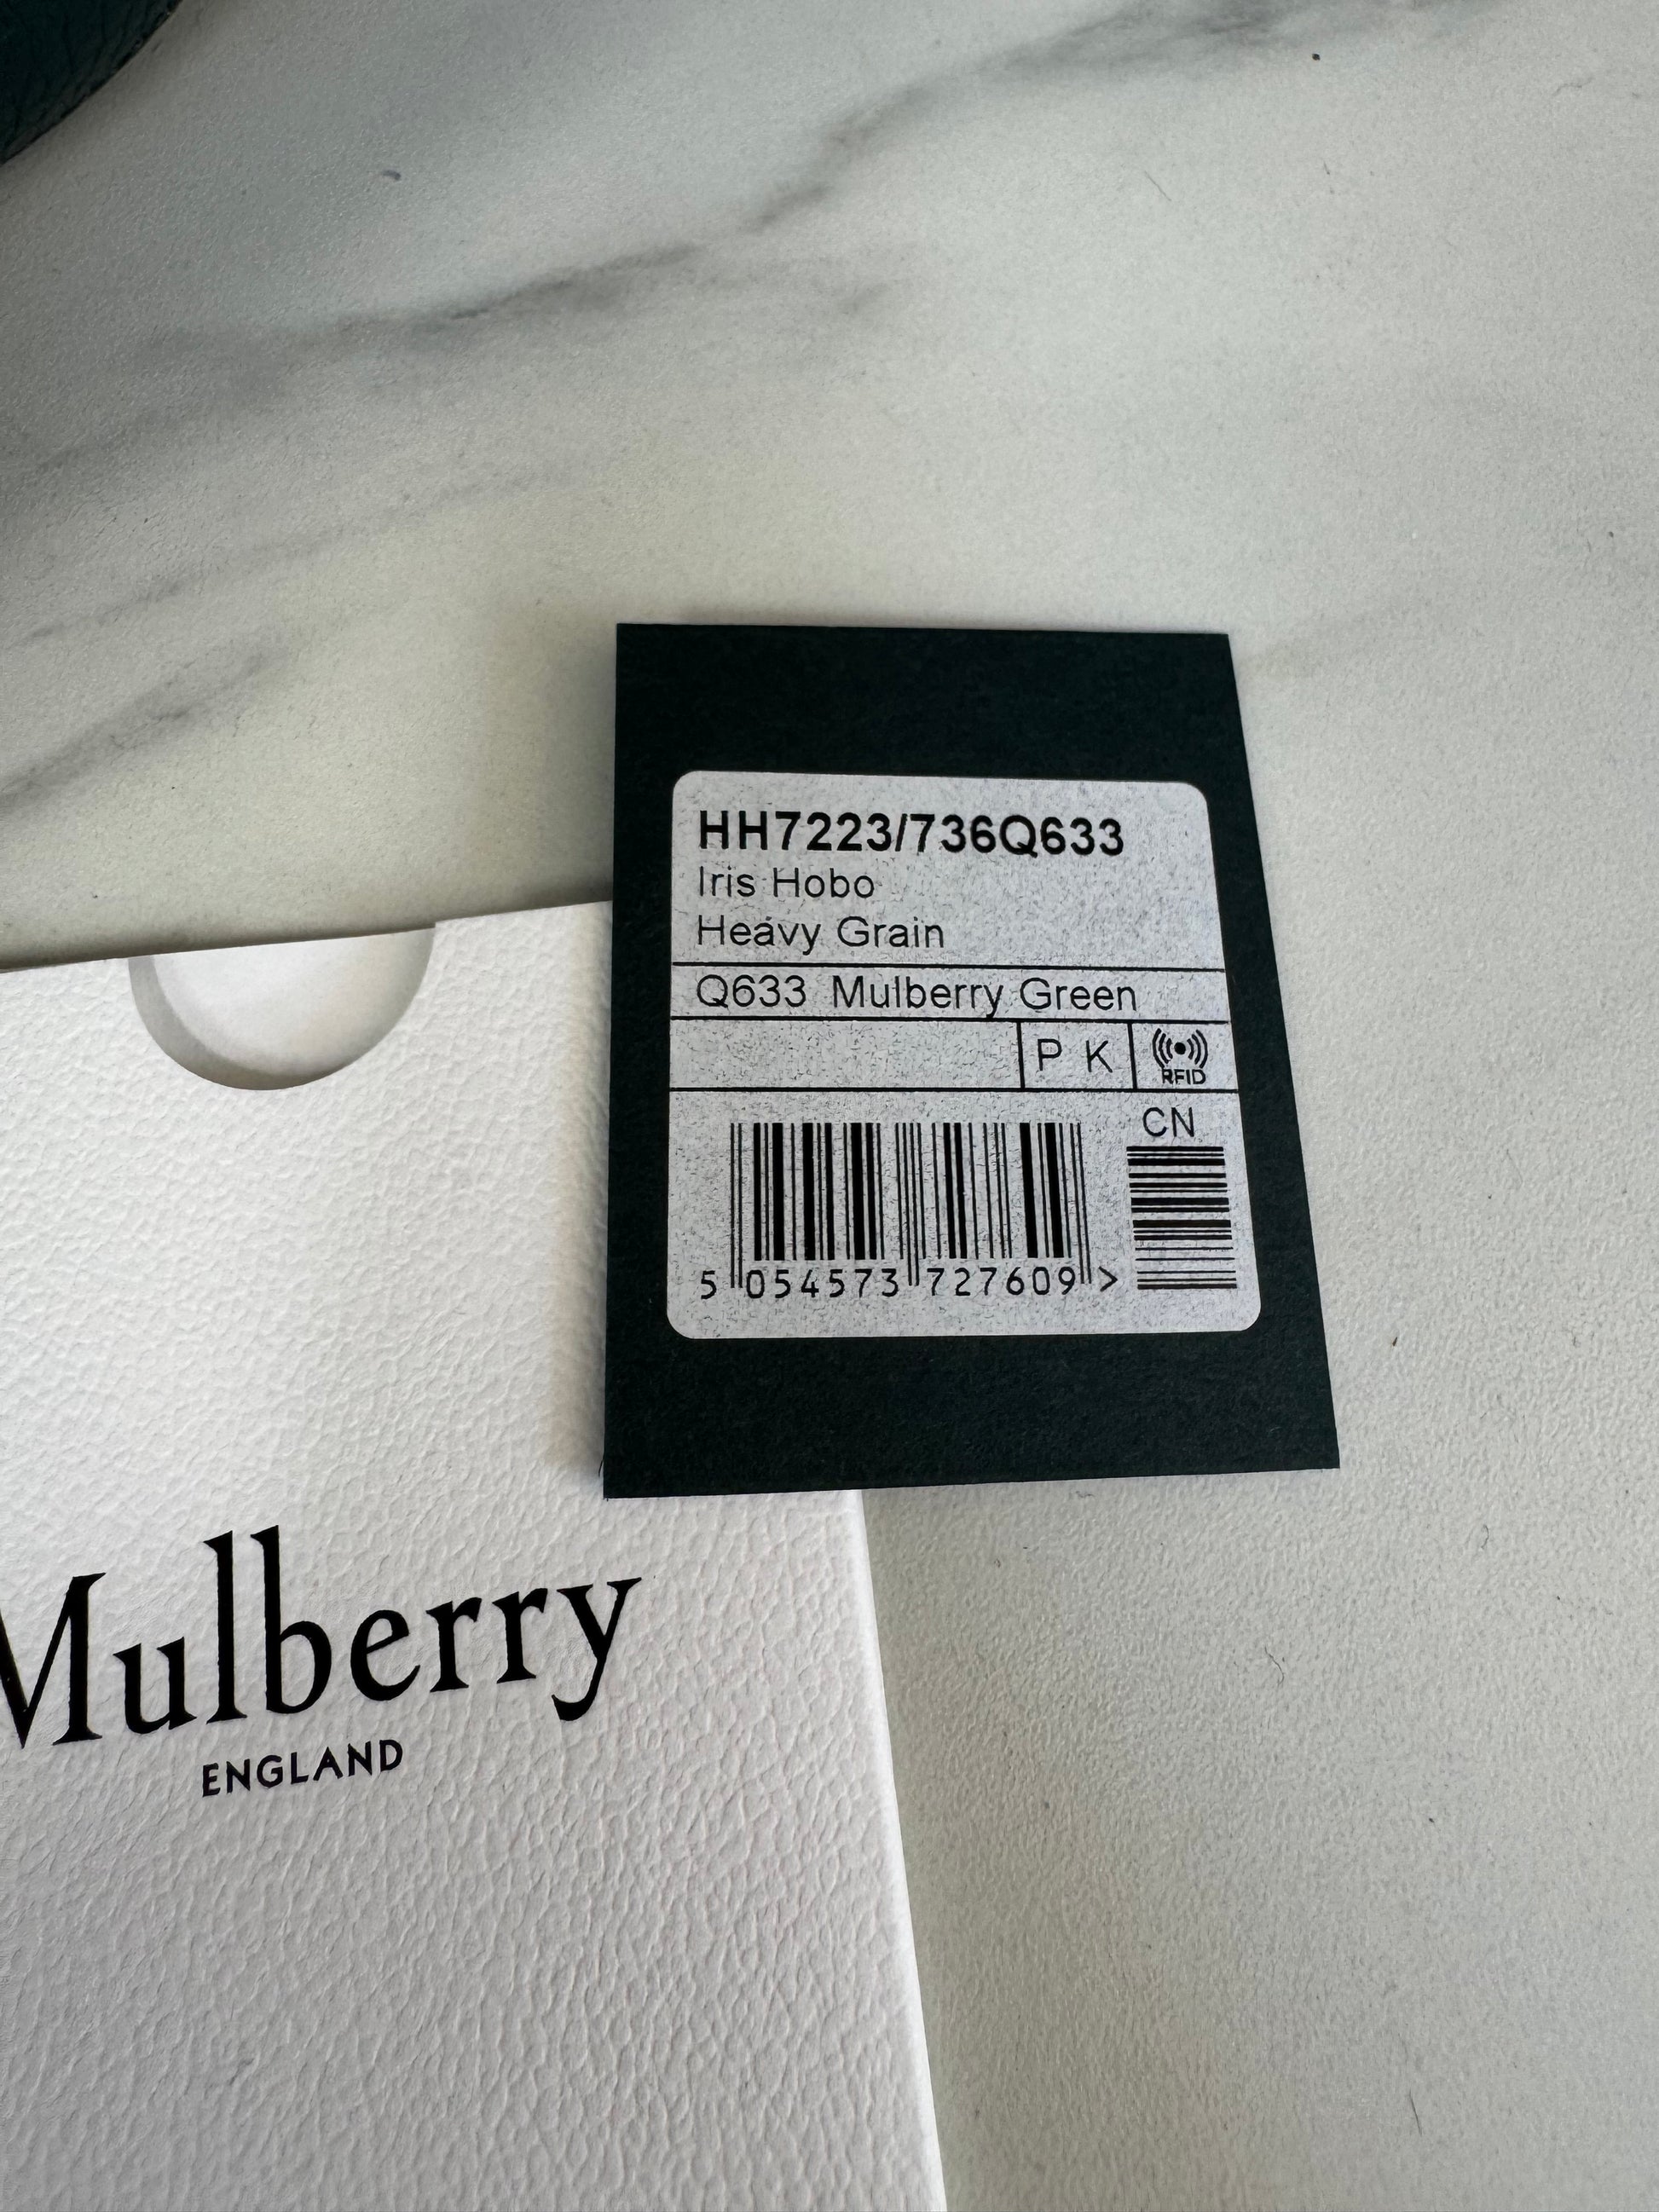 HH7223/736Q633
Iris Hobo
Heavy Grain
Q633 Mulberry Green
P K
RFID
CN
5 054573 727609 >
Mulberry
ENGLAND